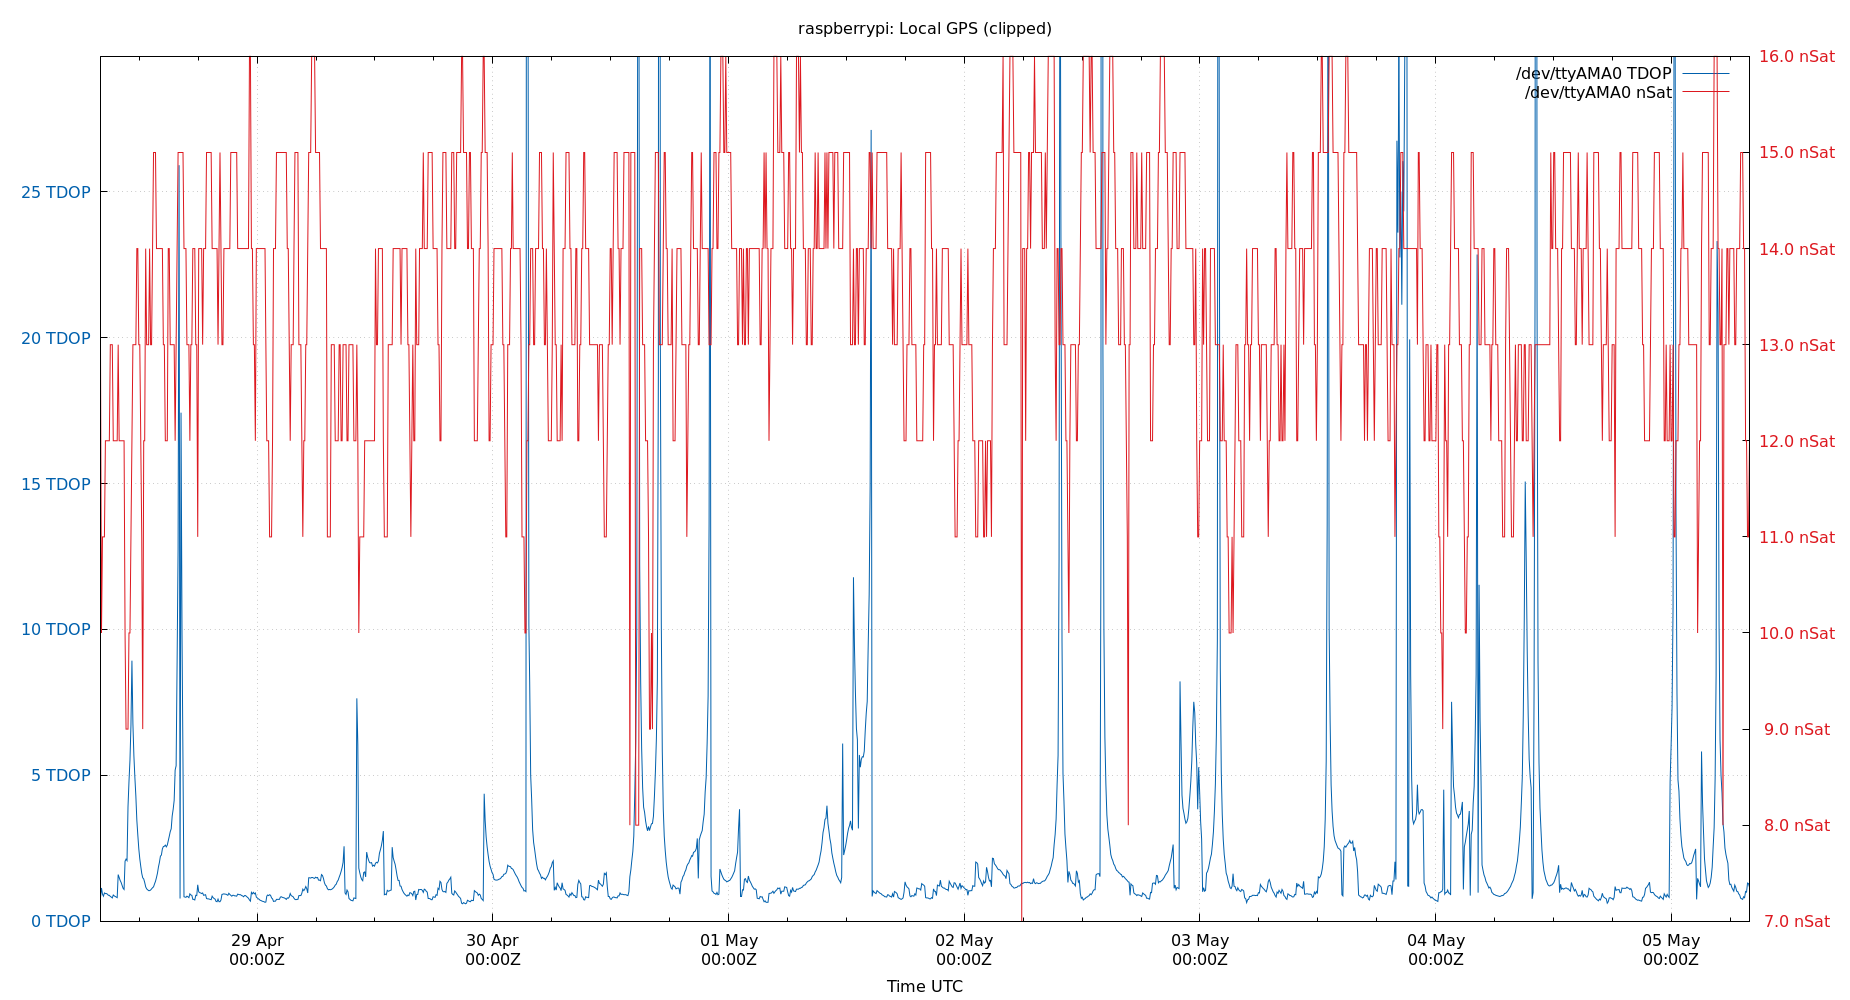 raspberrypi: Local GPS (clipped)
/dev/ttyAMA0 TDOP
/dev/ttyAMA0 nSat
25 TDOP
20 TDOP
15 TDOP
10 TDOP
5 TDOP
0 TDOP
16.0 nSat
15.0 nSat
14.0 nSat
13.0 nSat
12.0 nSat
11.0 nSat
10.0 nSat
9.0 nSat
8.0 nSat
7.0 nSat
29 Apr
00:00Z
30 Apr
00:00Z
01 May
00:00Z
02 May
00:00Z
03 May
00:00Z
04 May
00:00Z
05 May
00:00Z
Time UTC